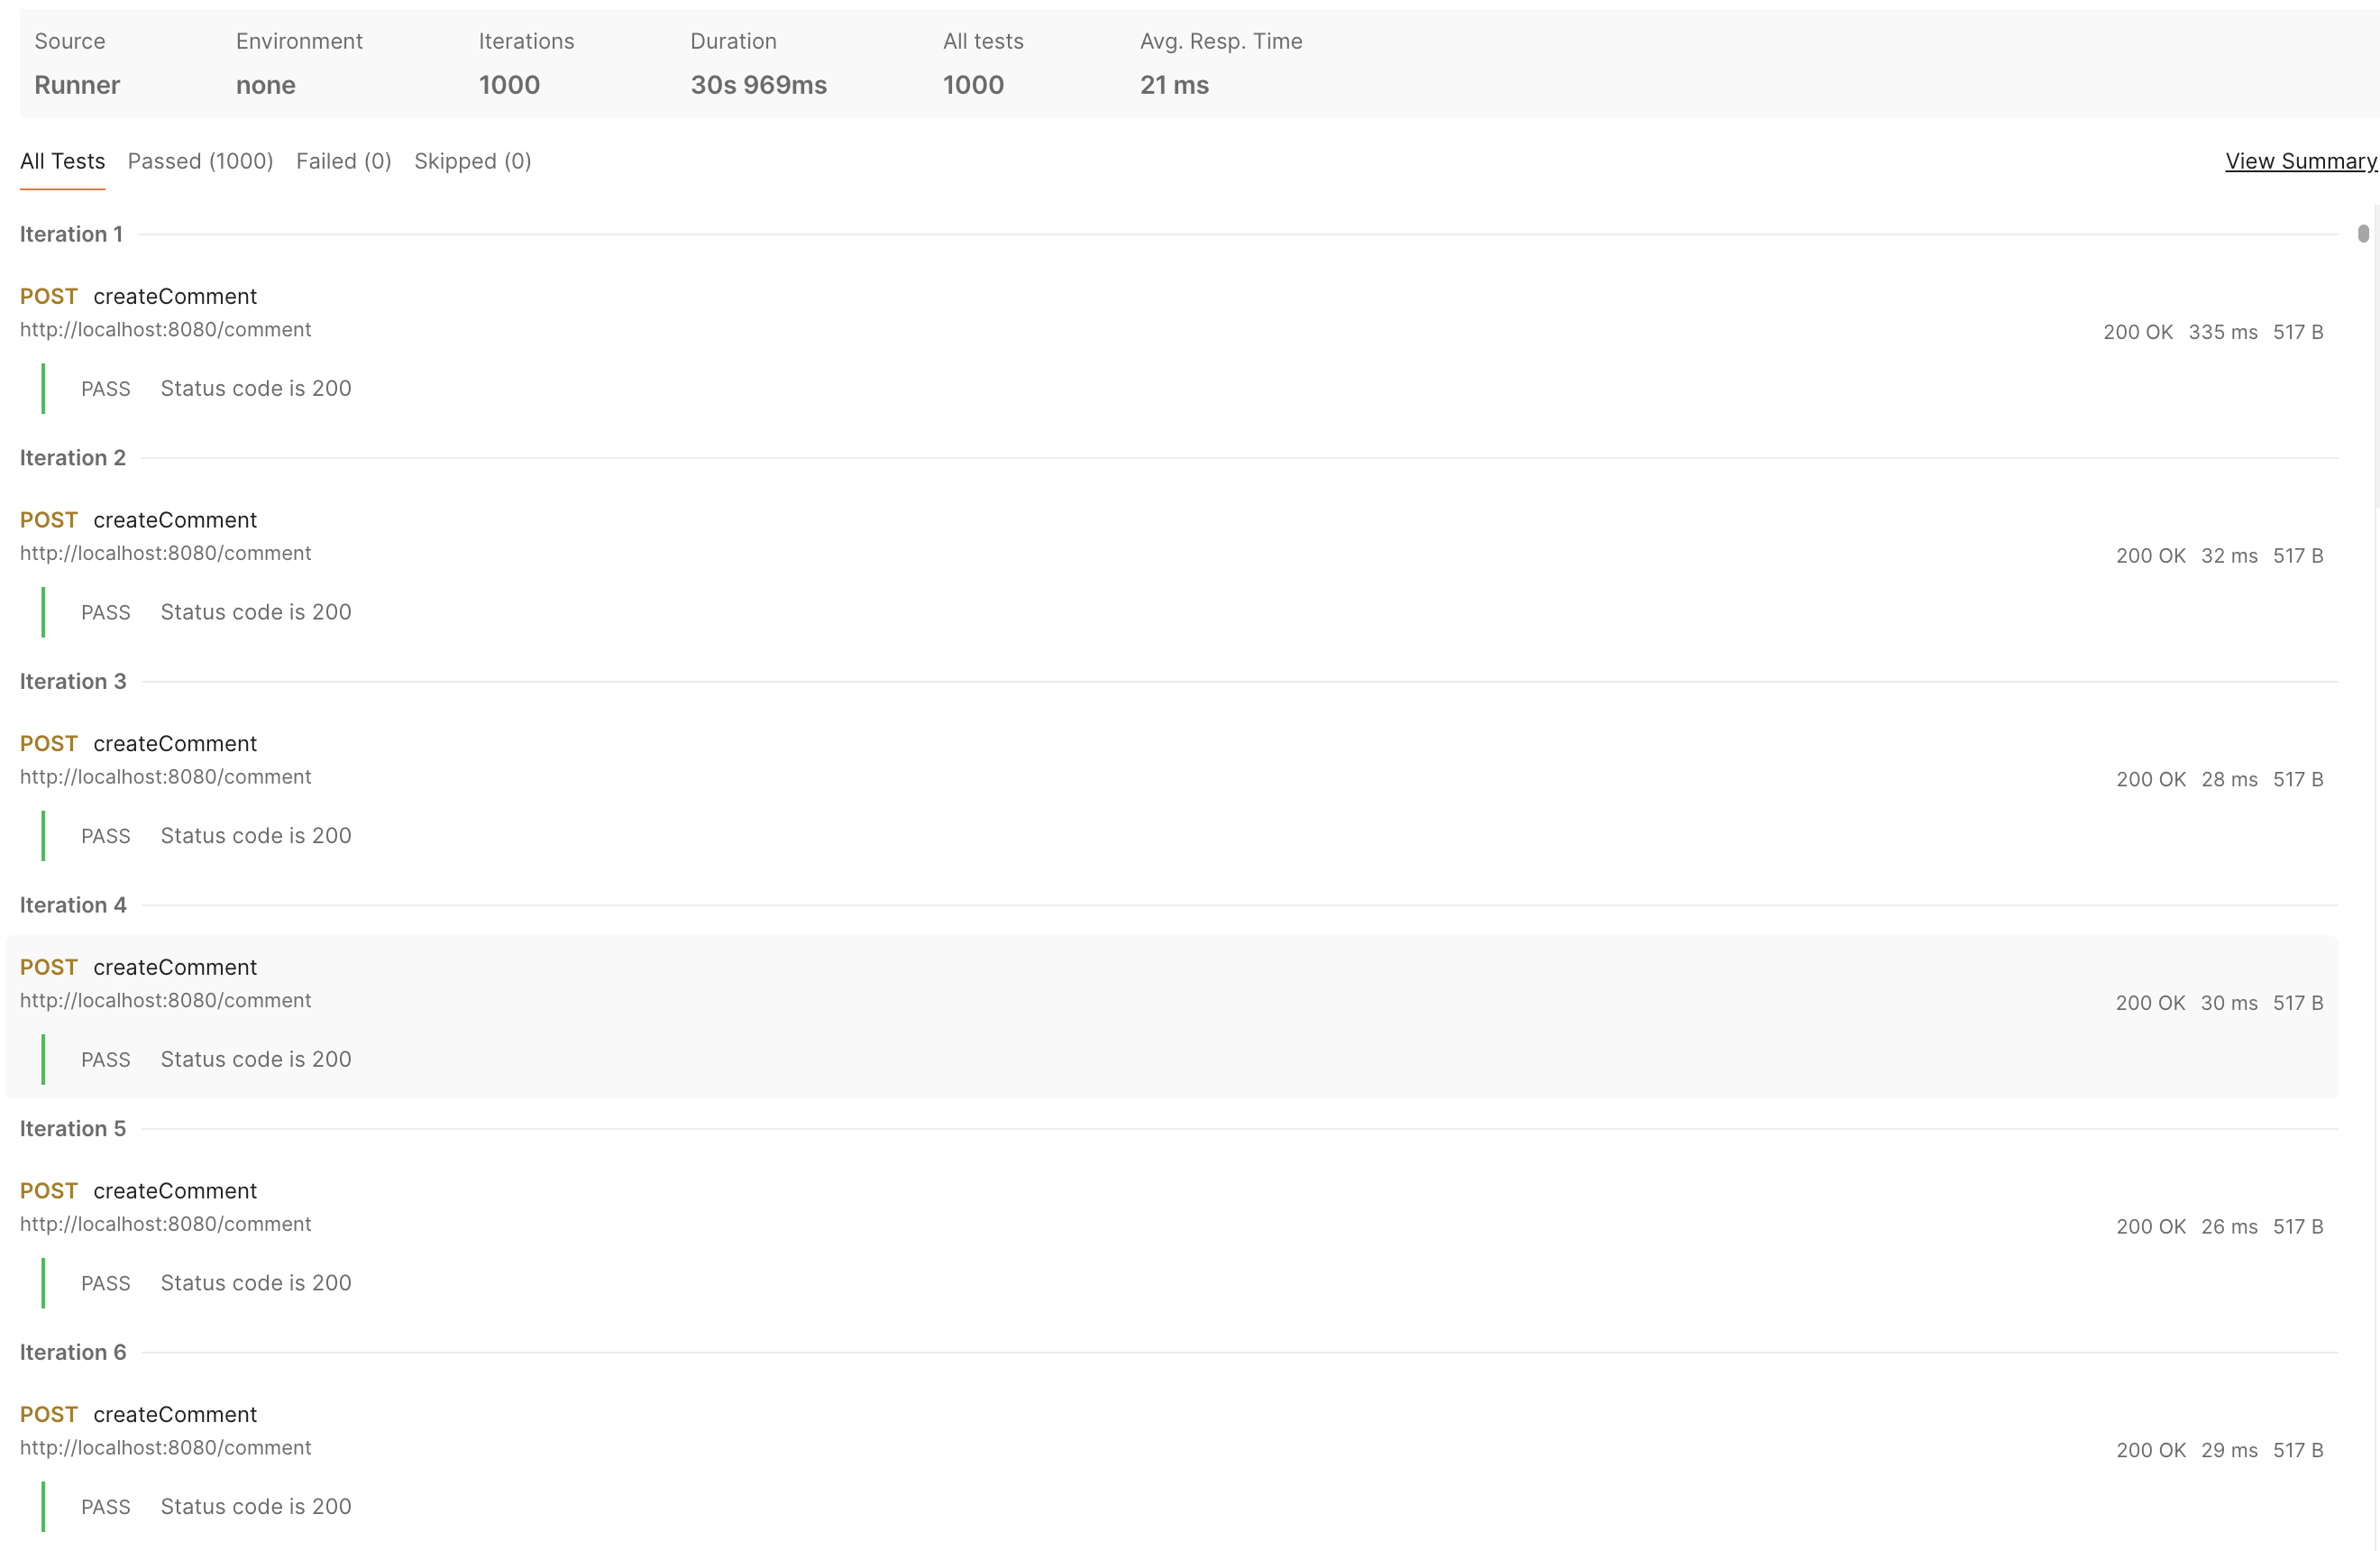 Source Environment Iterations Duration All tests Avg. Resp. Time
Runner none 1000 30s 969ms 1000 21 ms
All Tests Passed (1000) Failed (0) Skipped (0) View Summary
Iteration 1
POST createComment
http://localhost:8080/comment 200 OK 335 ms 517 B
PASS Status code is 200
Iteration 2
POST createComment
http://localhost:8080/comment 200 OK 32 ms 517 B
PASS Status code is 200
Iteration 3
POST createComment
http://localhost:8080/comment 200 OK 28 ms 517 B
PASS Status code is 200
Iteration 4
POST createComment
http://localhost:8080/comment 200 OK 30 ms 517 B
PASS Status code is 200
Iteration 5
POST createComment
http://localhost:8080/comment 200 OK 26 ms 517 B
PASS Status code is 200
Iteration 6
POST createComment
http://localhost:8080/comment 200 OK 29 ms 517 B
PASS Status code is 200